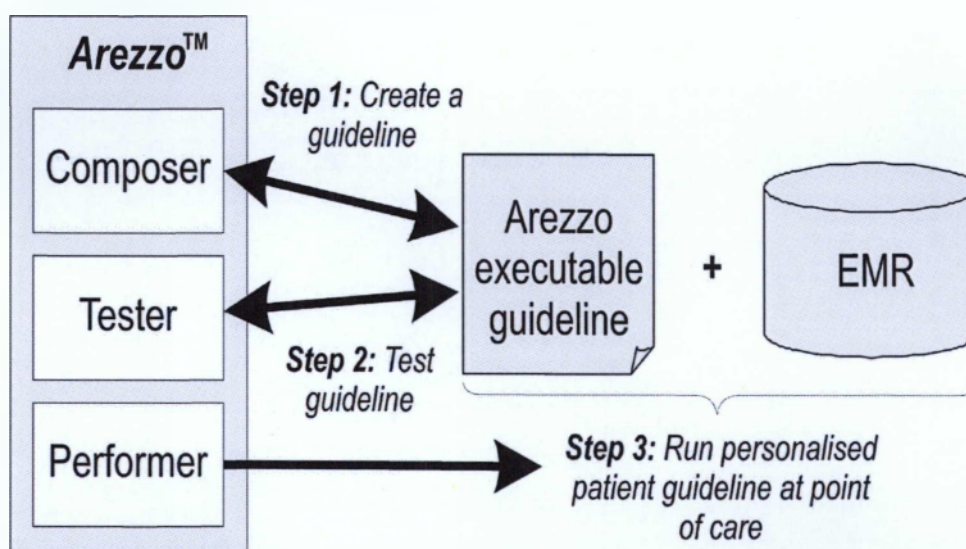 Arezzo™
Step 1: Create a
guideline
Composer
Arezzo
executable
guideline
+
EMR
Tester
Step 2: Test
guideline
Performer
Step 3: Run personalised
patient guideline at point
of care